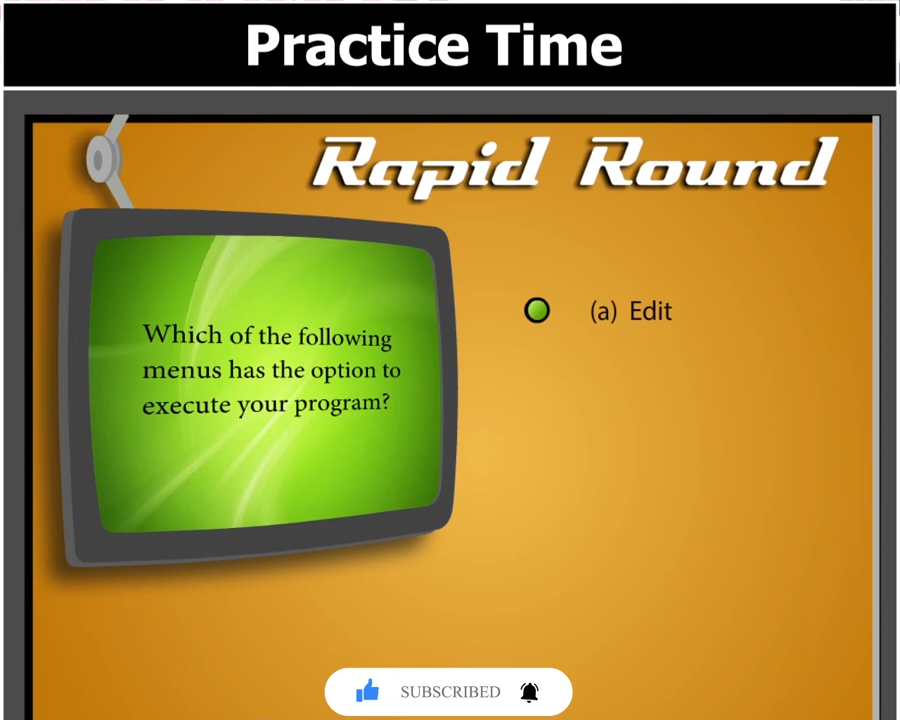 Practice Time
Rapid Round
Which of the following
menus has the option to
execute your program?
(a) Edit
SUBSCRIBED